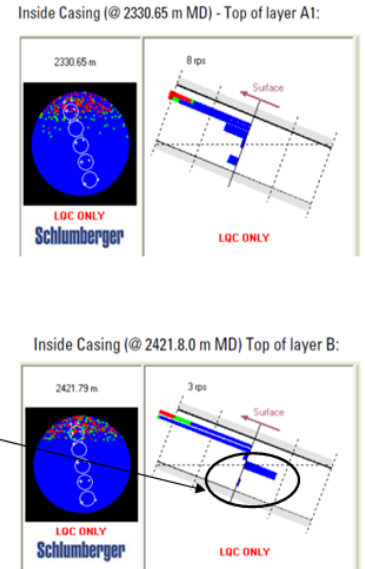 Inside Casing (@ 2330.65 m MD) - Top of layer A1:
2330.65 m
8 rps
Surface
LQC ONLY
Schlumberger
LQC ONLY
Inside Casing (@ 2421.8.0 m MD) Top of layer B:
2421.79 m
3 rps
Surface
LQC ONLY
Schlumberger
LQC ONLY